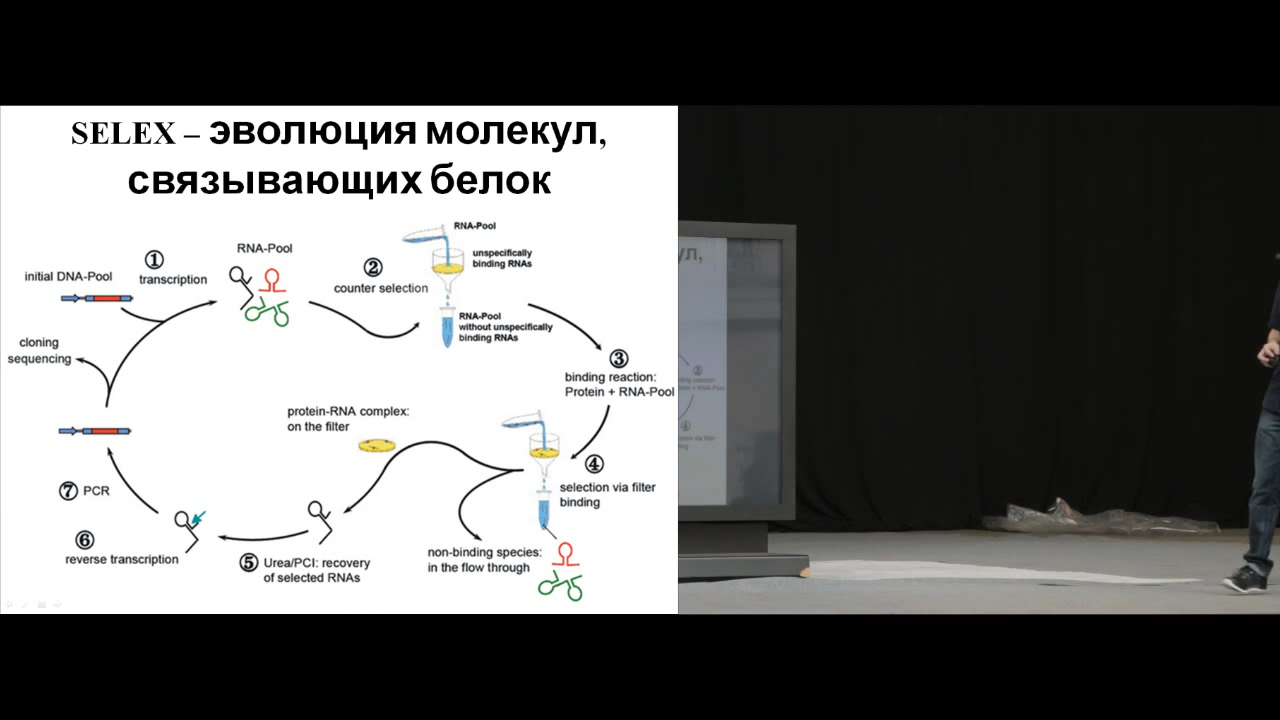 SELEX – эволюция молекул,
связывающих белок
RNA-Pool
RNA-Pool
unspecifically
binding RNAs
①
transcription
initial DNA-Pool
②
counter selection
RNA-Pool
without unspecifically
binding RNAs
cloning
sequencing
③
binding reaction:
Protein + RNA-Pool
protein-RNA complex:
on the filter
④
selection via filter
binding
⑦ PCR
⑥
reverse transcription
⑤ Urea/PCI: recovery
of selected RNAs
non-binding species:
in the flow through
ул,